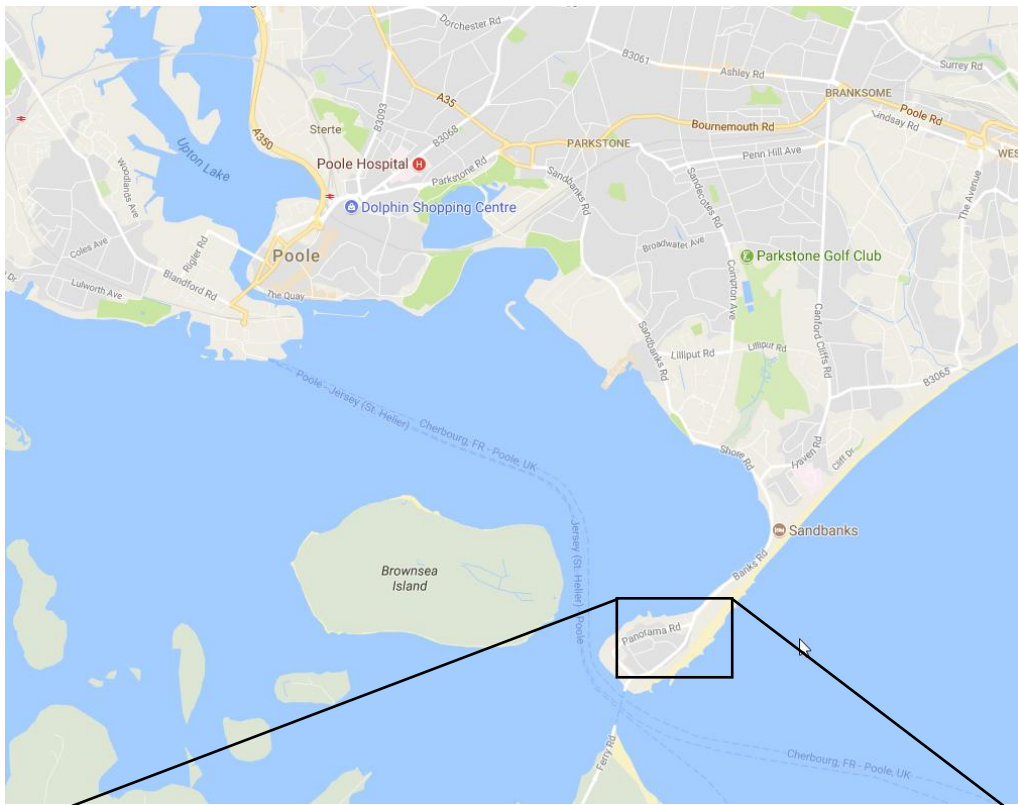 Dorchester Rd
B3061
Surrey Rd
Ashley Rd
BRANKSOME
A35
B3093
Poole Rd
Lindsay Rd
Sterte
B3068
Bournemouth Rd
A350
PARKSTONE
WES
Upton Lake
Penn Hill Ave
Poole Hospital H
Parkstone Rd
Woodlands Ave
Sandbanks Rd
Sandecotes Rd
The Avenue
Dolphin Shopping Centre
Rigler Rd
Coles Ave
Broadwater Ave
Poole
Parkstone Golf Club
Dr
Blandford Rd
Compton Ave
Lulworth Ave
The Quay
Canford Cliffs Rd
Sandbanks Rd
Lilliput Rd
Lilliput Rd
Poole - Jersey (St. Helier)
B3065
Cherbourg, FR - Poole, UK
Shore Rd
Haven Rd
Cliff Dr
Jersey (St. Helier) - Poole
Sandbanks
Banks Rd
Brownsea
Island
Panorama Rd
Ferry Rd
Cherbourg, FR - Poole, UK